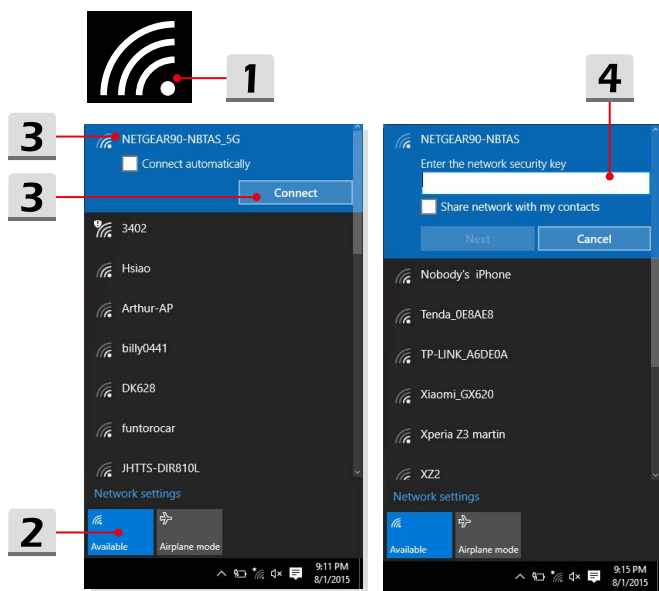 1
3
NETGEAR90-NBTAS_5G
Connect automatically
3
Connect
3402
Hsiao
Arthur-AP
billy0441
DK628
funtorocar
JHTTS-DIR810L
Network settings
2
Available
Airplane mode
9:11 PM
8/1/2015
4
NETGEAR90-NBTAS
Enter the network security key
Share network with my contacts
Next
Cancel
Nobody's iPhone
Tenda_0E8AE8
TP-LINK_A6DE0A
Xiaomi_GX620
Xperia Z3 martin
XZ2
Network settings
Available
Airplane mode
9:15 PM
8/1/2015